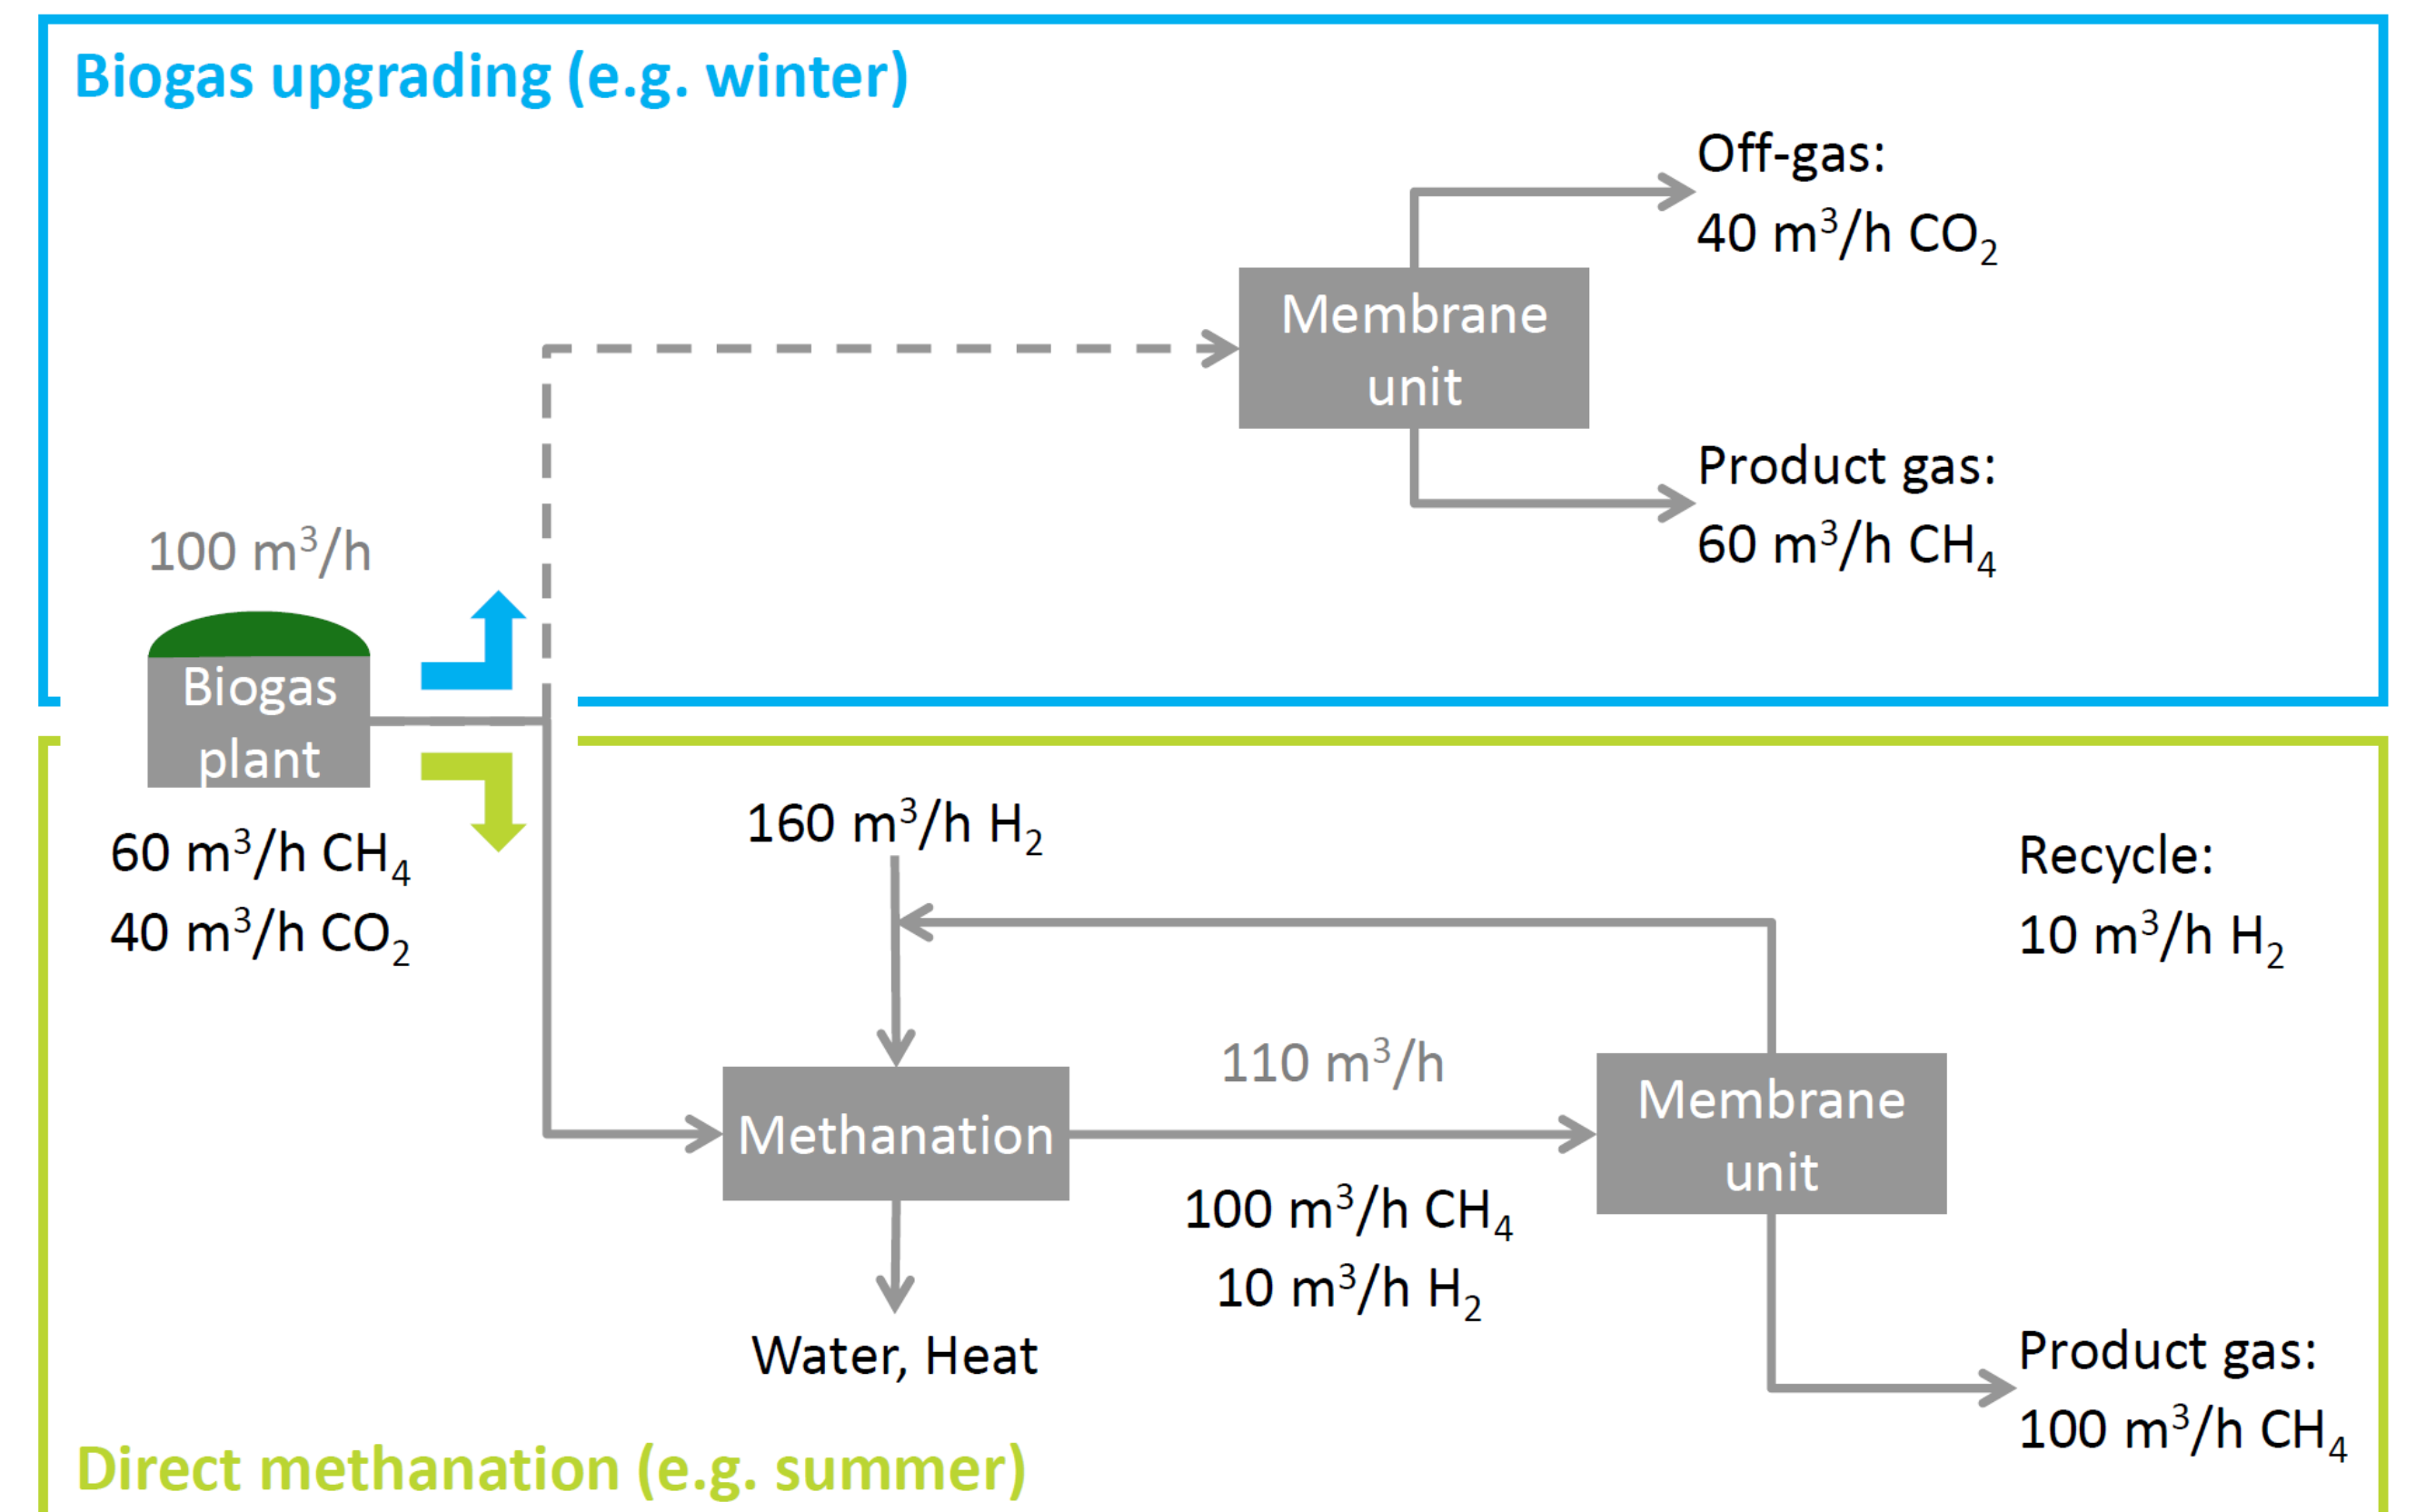 Biogas upgrading (e.g. winter)
Off-gas:
40 m³/h CO₂
Membrane
unit
Product gas:
60 m³/h CH₄
100 m³/h
Biogas
plant
60 m³/h CH₄
40 m³/h CO₂
160 m³/h H₂
Recycle:
10 m³/h H₂
110 m³/h
Methanation
Membrane
unit
100 m³/h CH₄
10 m³/h H₂
Water, Heat
Product gas:
100 m³/h CH₄
Direct methanation (e.g. summer)